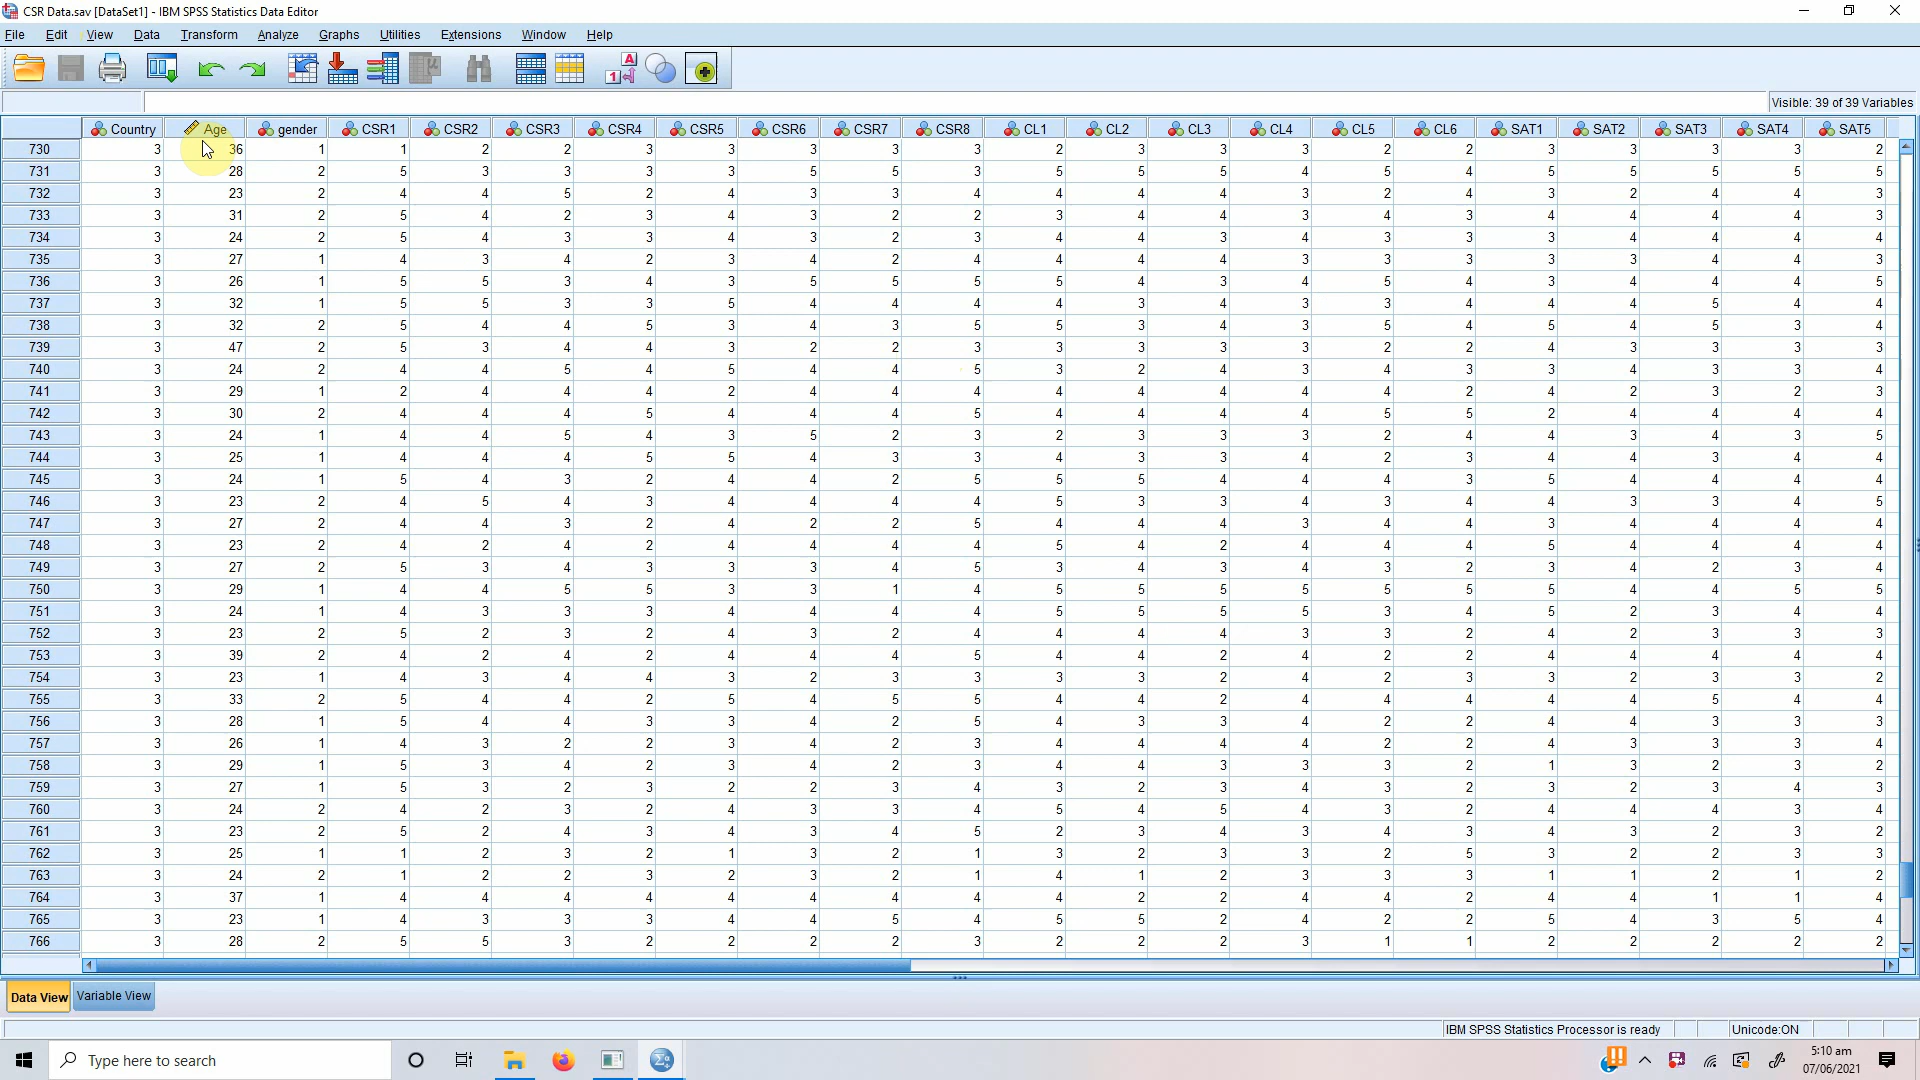 CSR Data.sav [DataSet1] - IBM SPSS Statistics Data Editor
File Edit View Data Transform Analyze Graphs Utilities Extensions Window Help
Visible: 39 of 39 Variables
Country Age gender CSR1 CSR2 CSR3 CSR4 CSR5 CSR6 CSR7 CSR8 CL1 CL2 CL3 CL4 CL5 CL6 SAT1 SAT2 SAT3 SAT4 SAT5
730 3 36 1 1 2 2 3 3 3 3 3 2 3 3 3 2 2 3 3 3 3 2
731 3 28 2 5 3 3 3 3 5 5 3 5 5 5 4 5 4 5 5 5 5 5
732 3 23 2 4 4 5 2 4 3 3 4 4 4 4 3 2 4 3 2 4 4 3
733 3 31 2 5 4 2 3 4 3 2 2 3 4 4 3 4 3 4 4 4 4 3
734 3 24 2 5 4 3 3 4 3 2 3 4 4 3 4 3 3 3 4 4 4 4
735 3 27 1 4 3 4 2 3 4 2 4 4 4 4 3 3 3 3 3 4 4 3
736 3 26 1 5 5 3 4 3 5 5 5 5 4 3 4 5 4 3 4 4 4 5
737 3 32 1 5 5 3 3 5 4 4 4 4 3 4 4 3 4 4 4 5 4 4
738 3 32 2 5 4 4 5 3 4 3 5 5 3 4 3 5 4 5 4 5 3 4
739 3 47 2 5 3 4 4 3 2 2 3 3 3 3 3 2 2 4 3 3 3 3
740 3 24 2 4 4 5 4 5 4 4 5 3 2 4 3 4 3 3 4 3 3 4
741 3 29 1 2 4 4 4 2 4 4 4 4 4 4 4 4 2 4 2 3 2 3
742 3 30 2 4 4 4 5 4 4 4 5 4 4 4 4 5 5 2 4 4 4 4
743 3 24 1 4 4 5 4 3 5 2 3 2 3 3 3 2 4 4 3 4 3 5
744 3 25 1 4 4 4 5 5 4 3 3 4 3 3 4 2 3 4 4 3 4 4
745 3 24 1 5 4 3 2 4 4 2 5 5 5 4 4 4 3 5 4 4 4 4
746 3 23 2 4 5 4 3 4 4 4 4 5 3 3 4 3 4 4 3 3 4 5
747 3 27 2 4 4 3 2 4 2 2 5 4 4 4 3 4 4 3 4 4 4 4
748 3 23 2 4 2 4 2 4 4 4 4 5 4 2 4 4 4 5 4 4 4 4
749 3 27 2 5 3 4 3 3 3 4 5 3 4 3 4 3 2 3 4 2 3 4
750 3 29 1 4 4 5 5 3 3 1 4 5 5 5 5 5 5 5 4 4 5 5
751 3 24 1 4 3 3 3 4 4 4 4 5 5 5 5 3 4 5 2 3 4 4
752 3 23 2 5 2 3 2 4 3 2 4 4 4 4 3 3 2 4 2 3 3 3
753 3 39 2 4 2 4 2 4 4 4 5 4 4 2 4 2 2 4 4 4 4 4
754 3 23 1 4 3 4 4 3 2 3 3 3 3 2 4 2 3 3 2 3 3 2
755 3 33 2 5 4 4 2 5 4 5 5 4 4 2 4 4 4 4 4 5 4 4
756 3 28 1 5 4 4 3 3 4 2 5 4 3 3 4 2 2 4 4 3 3 3
757 3 26 1 4 3 2 2 3 4 2 3 4 4 4 4 2 2 4 3 3 3 4
758 3 29 1 5 3 4 2 3 4 2 3 4 4 3 3 3 2 1 3 2 3 2
759 3 27 1 5 3 2 3 2 2 3 4 3 2 3 4 3 2 3 2 3 4 3
760 3 24 2 4 2 3 2 4 3 3 4 5 4 5 4 3 2 4 4 4 3 4
761 3 23 2 5 2 4 3 4 3 4 5 2 3 4 3 4 3 4 3 2 3 2
762 3 25 1 1 2 3 2 1 3 2 1 3 2 3 3 2 5 3 2 2 3 3
763 3 24 2 1 2 2 3 2 3 2 1 4 1 2 3 3 3 1 1 2 1 2
764 3 37 1 4 4 4 4 4 4 4 4 4 2 2 4 4 2 4 4 1 1 4
765 3 23 1 4 3 3 3 4 4 5 4 5 5 2 4 2 2 5 4 3 5 4
766 3 28 2 5 5 3 2 2 2 2 3 2 2 2 3 1 1 2 2 2 2 2
Data View Variable View
IBM SPSS Statistics Processor is ready Unicode:ON
Type here to search
5:10 am
07/06/2021